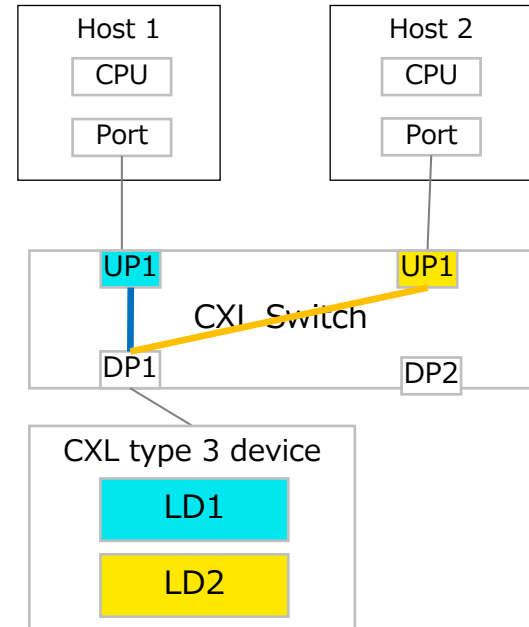 Host 1
CPU
Port
Host 2
CPU
Port
UP1
UP1
CXL Switch
DP1
DP2
CXL type 3 device
LD1
LD2